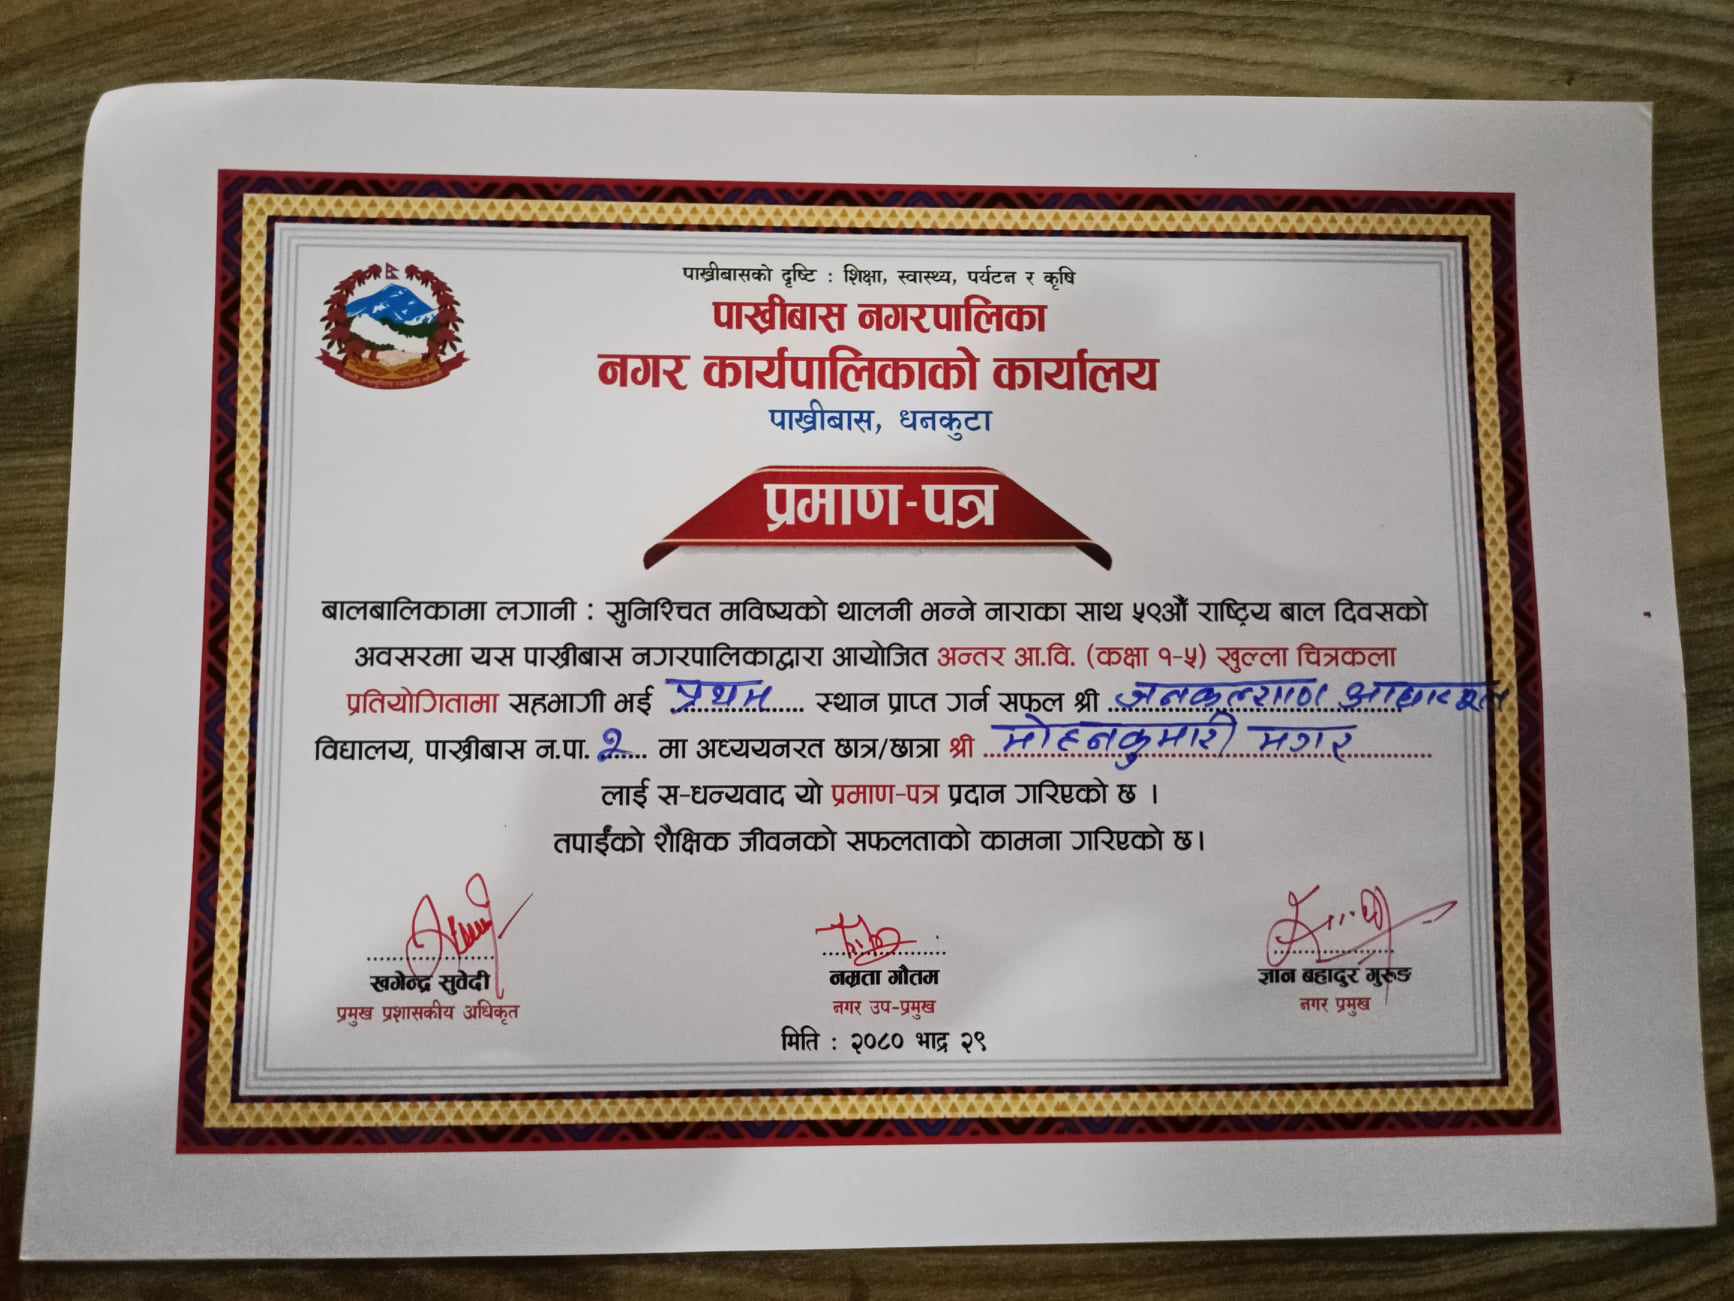 पाख्रीबासको दृष्टि : शिक्षा, स्वास्थ्य, पर्यटन र कृषि
पाख्रीबास नगरपालिका
नगर कार्यपालिकाको कार्यालय
पाख्रीबास, धनकुटा
प्रमाण-पत्र
बालबालिकामा लगानी : सुनिश्चित भविष्यको थालनी भन्ने नाराका साथ ५९औं राष्ट्रिय बाल दिवसको
अवसरमा यस पाख्रीबास नगरपालिकाद्वारा आयोजित अन्तर आ.वि. (कक्षा १-५) खुल्ला चित्रकला
प्रतियोगितामा सहभागी भई प्रथम स्थान प्राप्त गर्न सफल श्री जनकल्याण आधारभूत
विद्यालय, पाख्रीबास न.पा. २ मा अध्ययनरत छात्र/छात्रा श्री मोहनकुमारी मगर
लाई स-धन्यवाद यो प्रमाण-पत्र प्रदान गरिएको छ ।
तपाईंको शैक्षिक जीवनको सफलताको कामना गरिएको छ।
खगेन्द्र सुवेदी
प्रमुख प्रशासकीय अधिकृत
नम्रता गौतम
नगर उप-प्रमुख
ज्ञान बहादुर गुरुङ
नगर प्रमुख
मिति : २०८० भाद्र २९